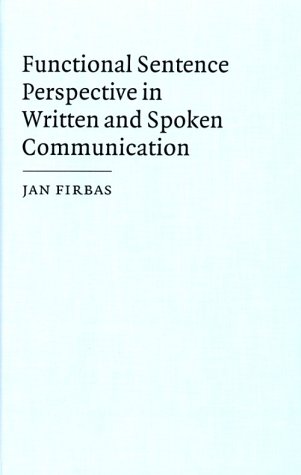 Functional Sentence
Perspective in
Written and Spoken
Communication
JAN FIRBAS